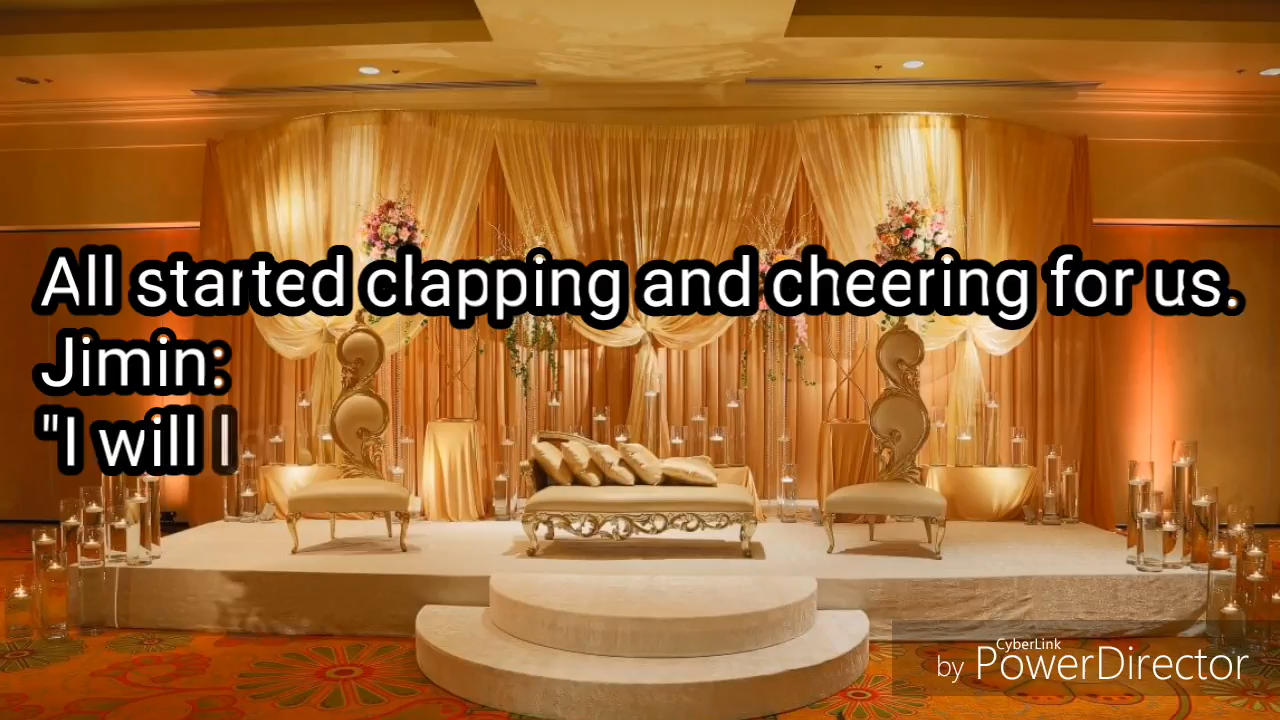 All started clapping and cheering for us.
Jimin:
"I will l
CyberLink
by PowerDirector